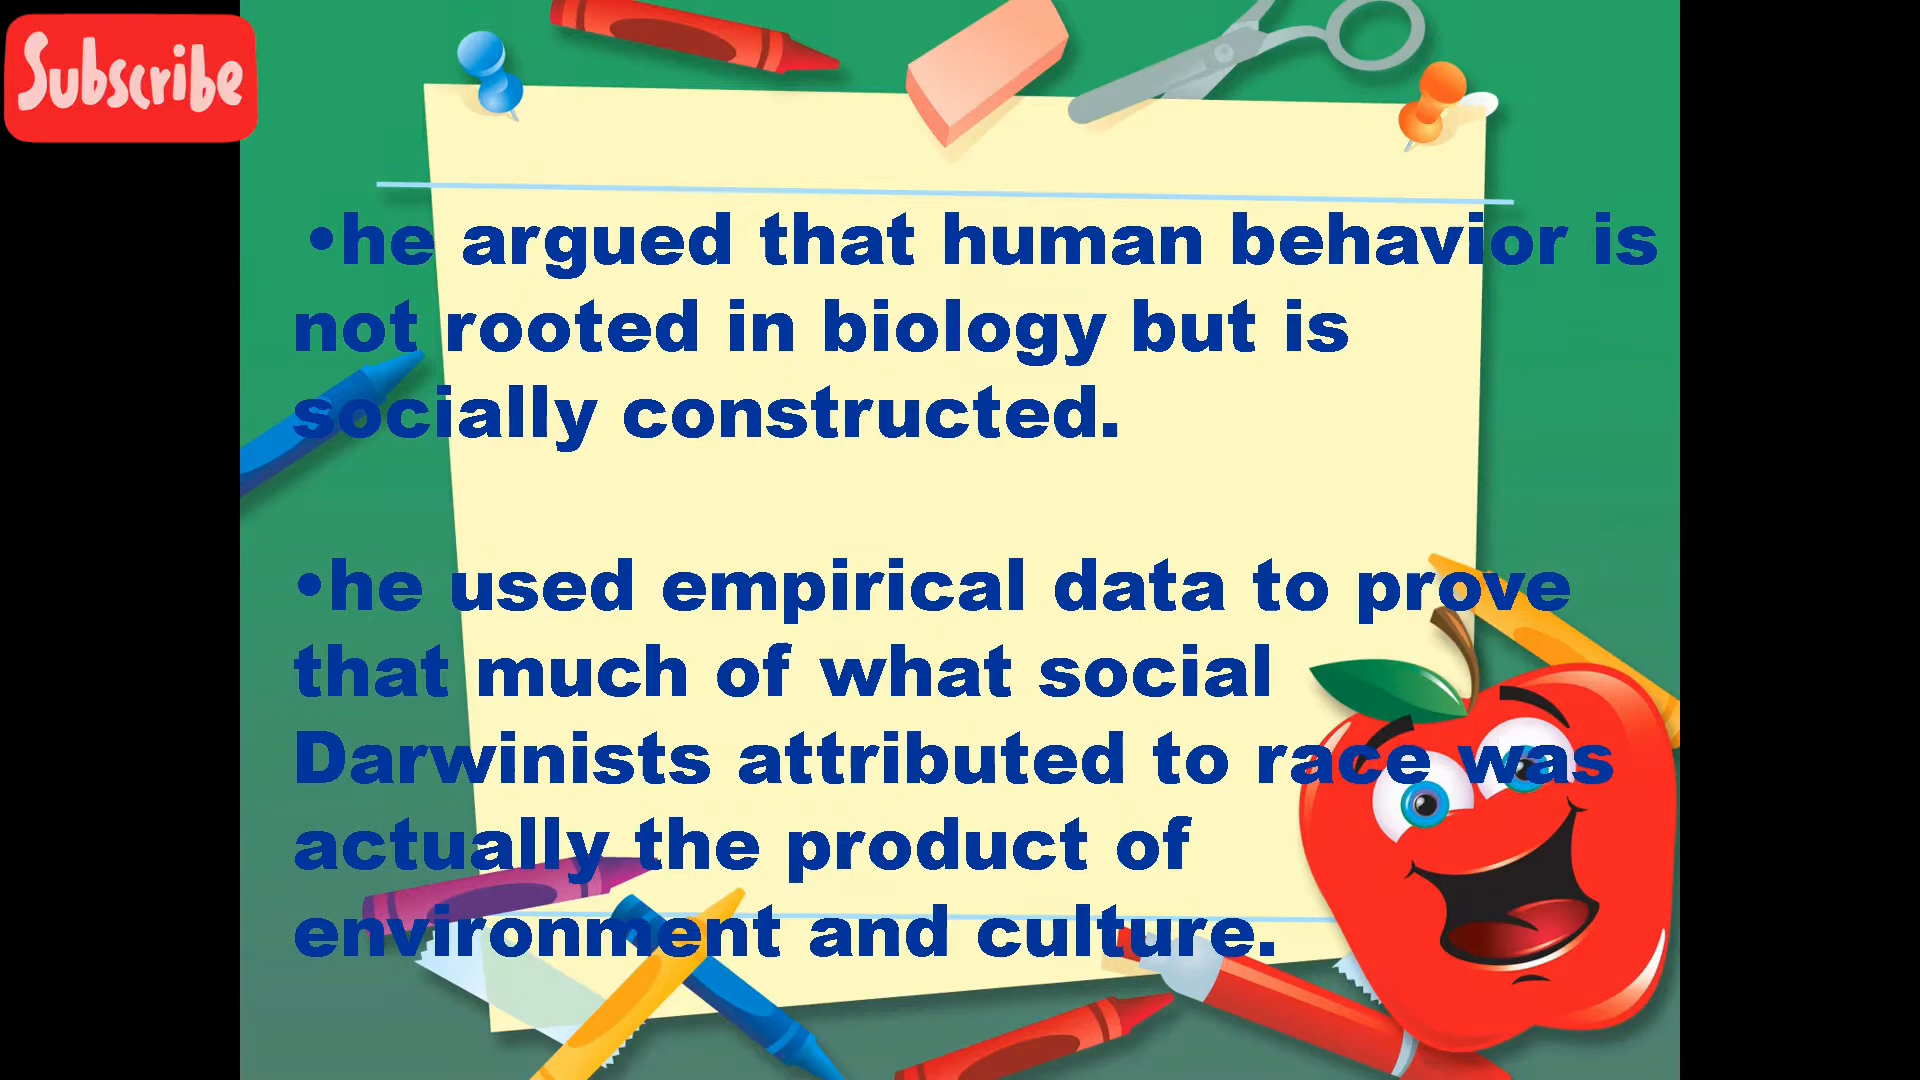 Subscribe
•he argued that human behavior is
not rooted in biology but is
socially constructed.
•he used empirical data to prove
that much of what social
Darwinists attributed to race was
actually the product of
environment and culture.